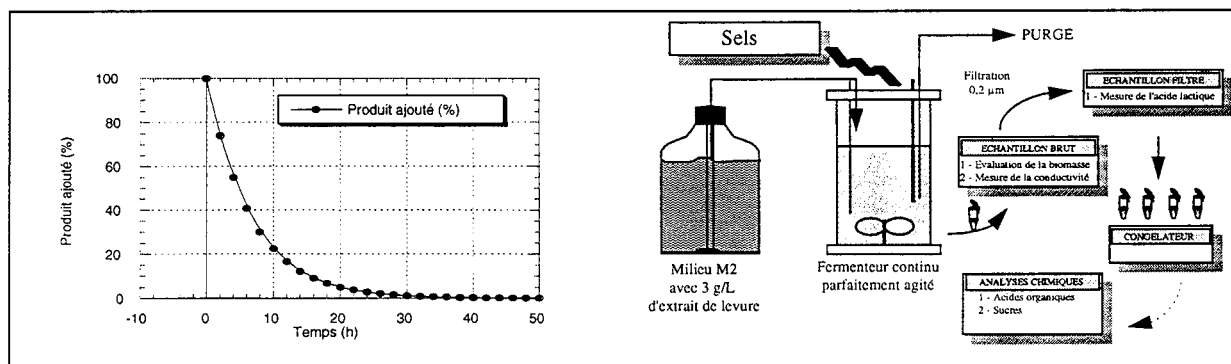 Produit ajouté (%)
100
80
60
40
20
0
-10
0
10
20
30
40
50
Temps (h)
Produit ajouté (%)
Sels
PURGE
Milieu M2
avec 3 g/L
d'extrait de levure
Fermenteur continu
parfaitement agité
Filtration
0,2 µm
ECHANTILLON FILTRE
1 - Mesure de l'acide lactique
ECHANTILLON BRUT
1 - Evaluation de la biomasse
2 - Mesure de la conductivité
CONGELATEUR
ANALYSES CHIMIQUES
1 - Acides organiques
2 - Sucres